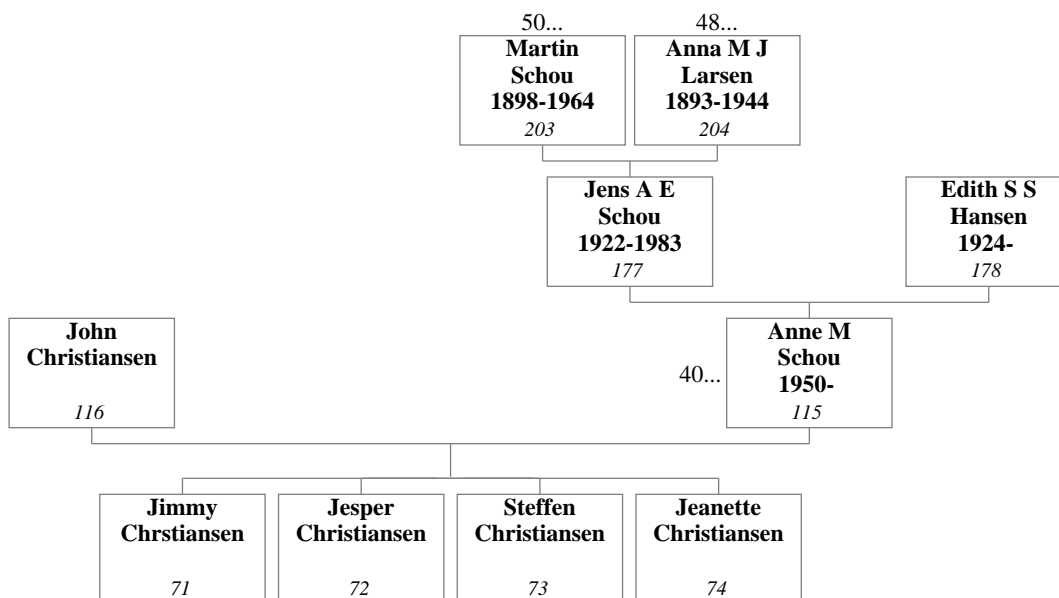 50...
48...
Martin
Schou
1898-1964
203
Anna M J
Larsen
1893-1944
204
Jens A E
Schou
1922-1983
177
Edith S S
Hansen
1924-
178
John
Christiansen
116
40...
Anne M
Schou
1950-
115
Jimmy
Chrstiansen
71
Jesper
Christiansen
72
Steffen
Christiansen
73
Jeanette
Christiansen
74